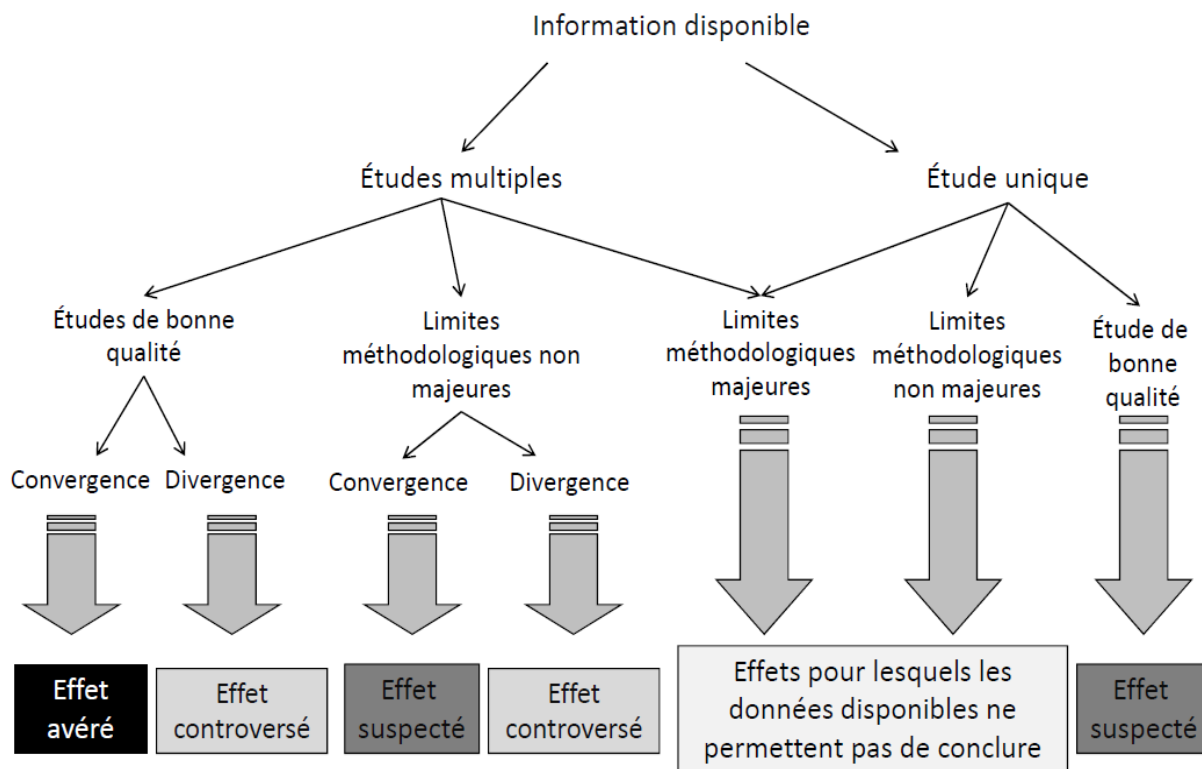 Information disponible
Études multiples
Étude unique
Études de bonne
qualité
Limites
méthodologiques non
majeures
Limites
méthodologiques
majeures
Limites
méthodologiques
non majeures
Étude de
bonne
qualité
Convergence
Divergence
Convergence
Divergence
Effet
avéré
Effet
controversé
Effet
suspecté
Effet
controversé
Effets pour lesquels les
données disponibles ne
permettent pas de conclure
Effet
suspecté